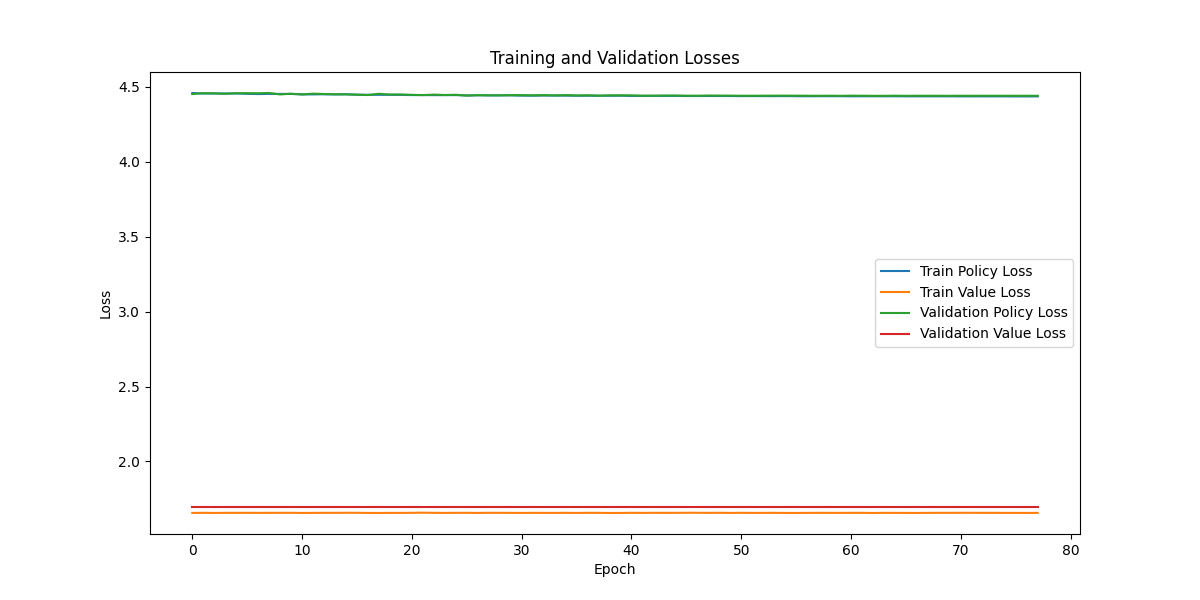 Training and Validation Losses
4.5
4.0
3.5
3.0
2.5
2.0
Loss
Train Policy Loss
Train Value Loss
Validation Policy Loss
Validation Value Loss
0 10 20 30 40 50 60 70 80
Epoch